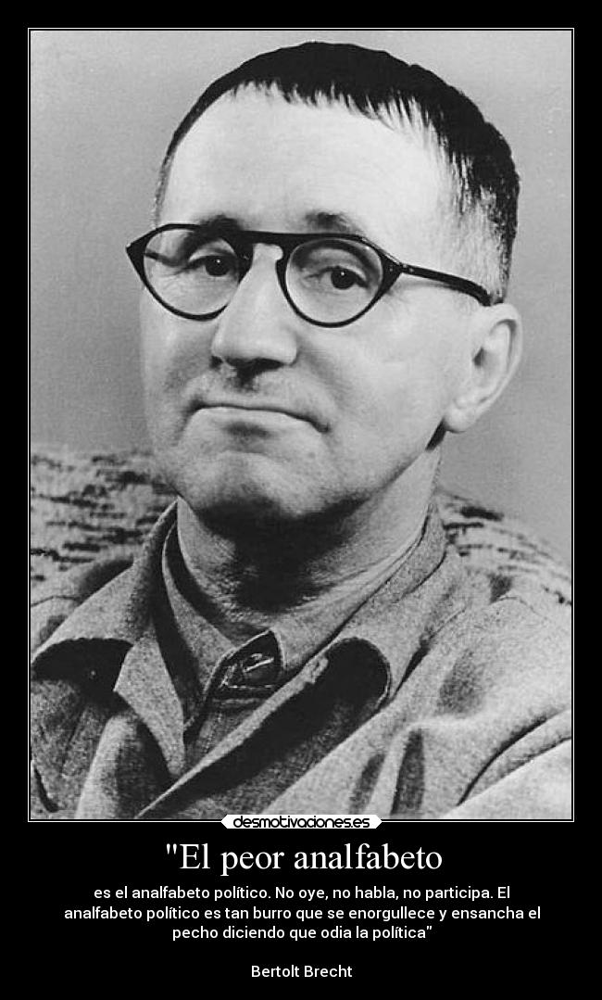 desmotivaciones.es
"El peor analfabeto
es el analfabeto político. No oye, no habla, no participa. El
analfabeto político es tan burro que se enorgullece y ensancha el
pecho diciendo que odia la política"
Bertolt Brecht